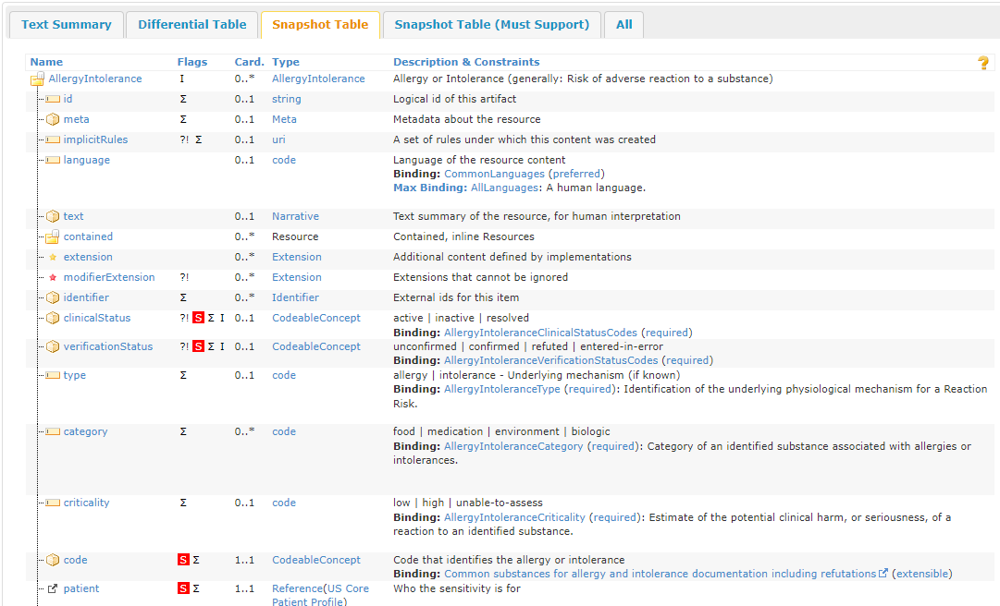 Text Summary Differential Table Snapshot Table Snapshot Table (Must Support) All
Name Flags Card. Type Description & Constraints ?
AllergyIntolerance I 0..* AllergyIntolerance Allergy or Intolerance (generally: Risk of adverse reaction to a substance)
id Σ 0..1 string Logical id of this artifact
meta Σ 0..1 Meta Metadata about the resource
implicitRules ?! Σ 0..1 uri A set of rules under which this content was created
language 0..1 code Language of the resource content
Binding: CommonLanguages (preferred)
Max Binding: AllLanguages: A human language.
text 0..1 Narrative Text summary of the resource, for human interpretation
contained 0..* Resource Contained, inline Resources
extension 0..* Extension Additional content defined by implementations
modifierExtension ?! 0..* Extension Extensions that cannot be ignored
identifier Σ 0..* Identifier External ids for this item
clinicalStatus ?! S Σ I 0..1 CodeableConcept active | inactive | resolved
Binding: AllergyIntoleranceClinicalStatusCodes (required)
verificationStatus ?! S Σ I 0..1 CodeableConcept unconfirmed | confirmed | refuted | entered-in-error
Binding: AllergyIntoleranceVerificationStatusCodes (required)
type Σ 0..1 code allergy | intolerance - Underlying mechanism (if known)
Binding: AllergyIntoleranceType (required): Identification of the underlying physiological mechanism for a Reaction
Risk.
category Σ 0..* code food | medication | environment | biologic
Binding: AllergyIntoleranceCategory (required): Category of an identified substance associated with allergies or
intolerances.
criticality Σ 0..1 code low | high | unable-to-assess
Binding: AllergyIntoleranceCriticality (required): Estimate of the potential clinical harm, or seriousness, of a
reaction to an identified substance.
code S Σ 1..1 CodeableConcept Code that identifies the allergy or intolerance
Binding: Common substances for allergy and intolerance documentation including refutations (extensible)
patient S Σ 1..1 Reference(US Core Who the sensitivity is for
Patient Profile)